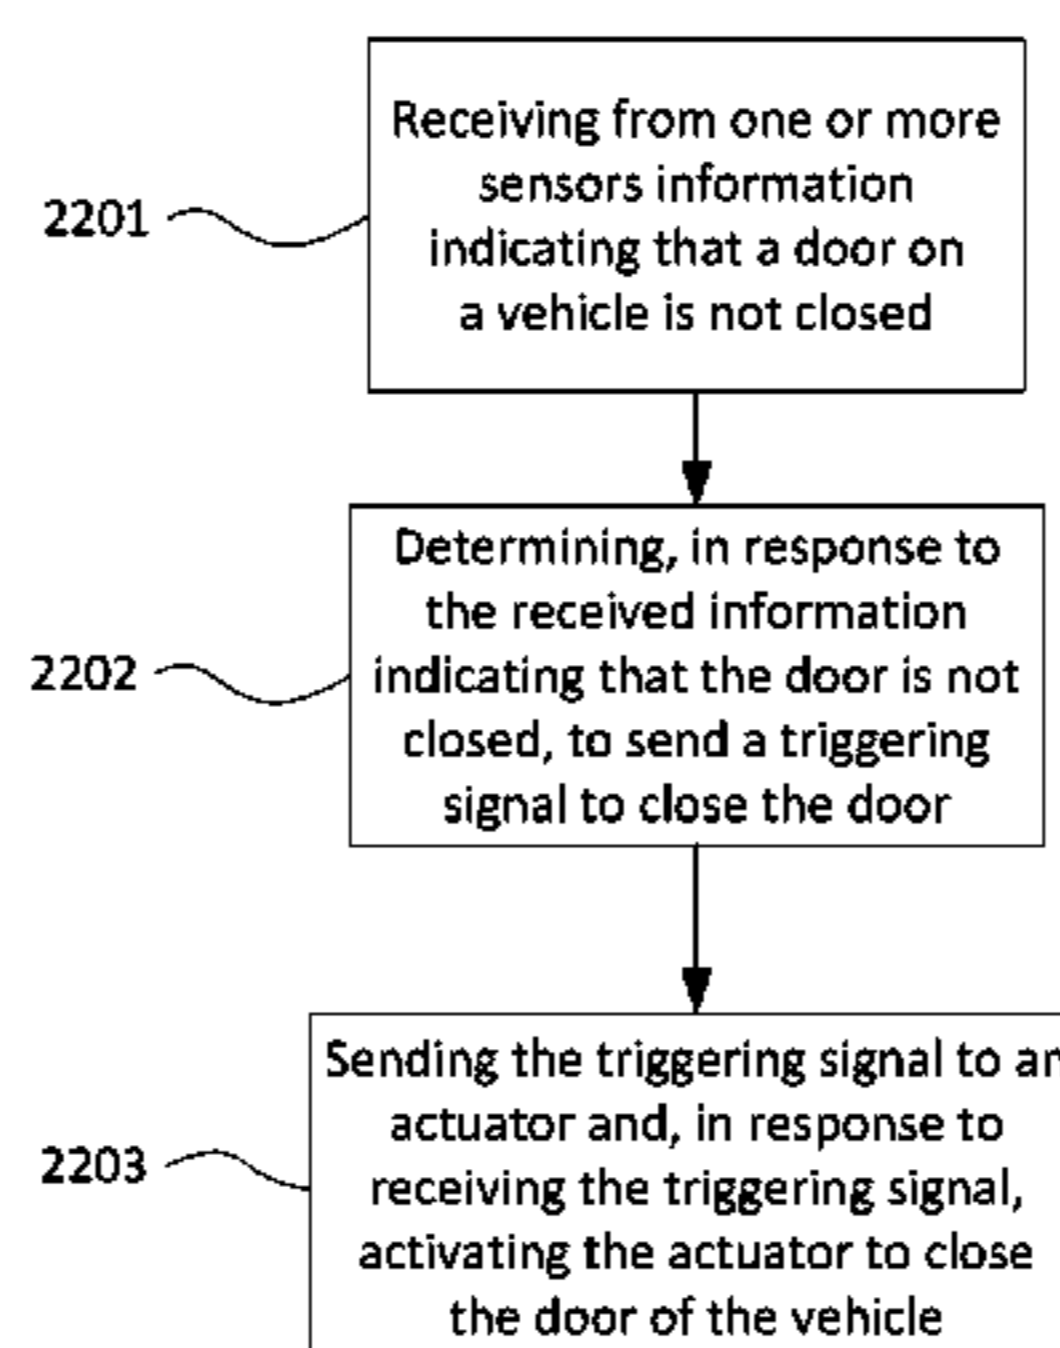 Receiving from one or more
sensors information
2201
indicating that a door on
a vehicle is not closed
Determining, in response to
the received information
2202
indicating that the door is not
closed, to send a triggering
signal to close the door
Sending the triggering signal to an
actuator and, in response to
2203
receiving the triggering signal,
activating the actuator to close
the door of the vehicle